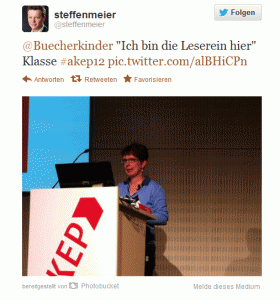 steffenmeier
@steffenmeier
Folgen
@Buecherkinder "Ich bin die Leserein hier"
Klasse #akep12 pic.twitter.com/alBHiCPn
Antworten Retweeten Favorisieren
KEP
bereitgestellt von Photobucket
Melde dieses Medium